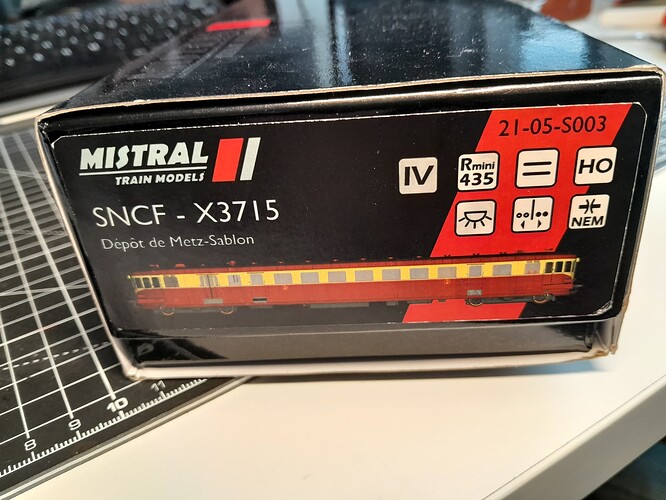 21-05-S003
MISTRAL
TRAIN MODELS
IV
Rmini
435
HO
NEM
SNCF - X3715
Dépôt de Metz-Sablon
8
9
10
11